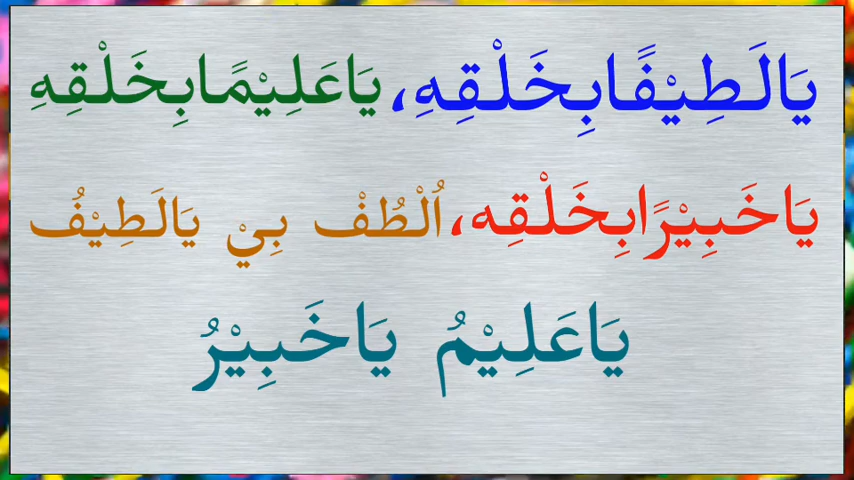 يَالَطِيْفًابِخَلْقِهِ، يَاعَلِيْمًابِخَلْقِهِ
يَاخَبِيْرًابِخَلْقِه، اُلْطُفْ بِيْ يَالَطِيْفُ
يَاعَلِيْمُ يَاخَبِيْرُ